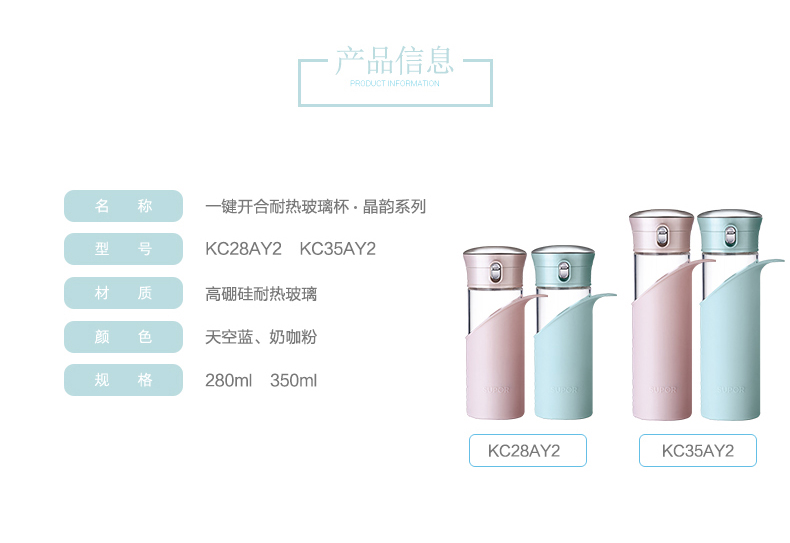 产品信息
PRODUCT INFORMATION
名 称 一键开合耐热玻璃杯·晶韵系列
型 号 KC28AY2 KC35AY2
材 质 高硼硅耐热玻璃
颜 色 天空蓝、奶咖粉
规 格 280ml 350ml
KC28AY2 KC35AY2